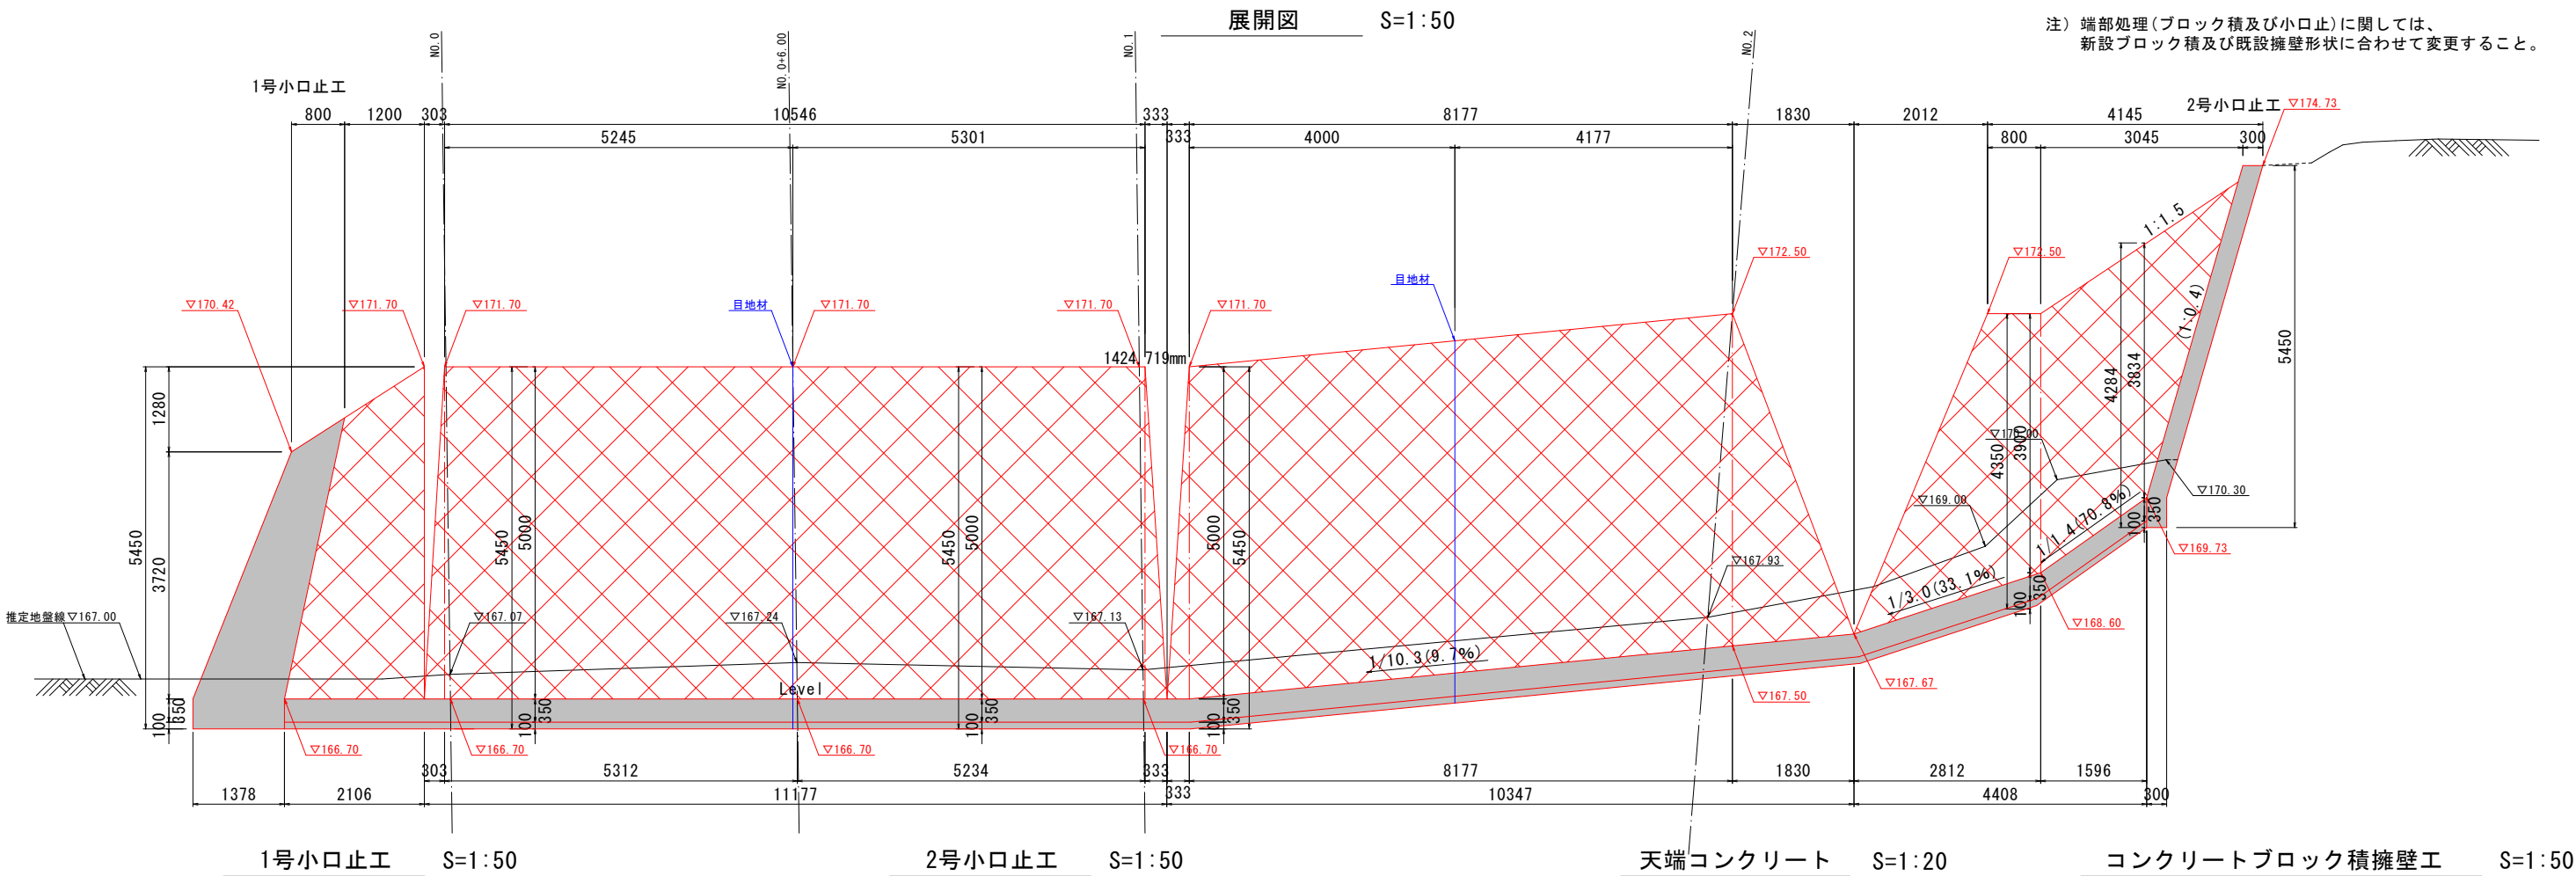 展開図 S=1:50
注) 端部処理(ブロック積及び小口止)に関しては、
新設ブロック積及び既設擁壁形状に合わせて変更すること。
NO.0
NO.0+6.00
NO.1
NO.2
1号小口止工
2号小口止工
▽174.73
800 1200 303 10546 333 8177 1830 2012 4145
333
5245 5301 4000 4177 800 3045 300
1:1.5
▽172.50
▽172.50
目地材
▽170.42
▽171.70
▽171.70
目地材
▽171.70
▽171.70
▽171.70
(1:0.4)
1424.719mm
1280
3720
5450
100
350
5450
5000
100
350
5450
5000
100
350
5000
5450
100
350
4350
3900
100
350
4284
3834
100
350
5450
▽169.00
▽170.30
1/1.4(70.8%)
▽169.73
1/3.0(33.1%)
▽168.60
▽167.93
推定地盤線▽167.00
▽167.07
▽167.24
▽167.13
1/10.3(9.7%)
Level
▽167.50
▽167.67
▽166.70
▽166.70
▽166.70
▽166.70
303 5312 5234 333 8177 1830 2812 1596
1378 2106 11177 333 10347 4408 300
1号小口止工 S=1:50
2号小口止工 S=1:50
天端コンクリート S=1:20
コンクリートブロック積擁壁工 S=1:50